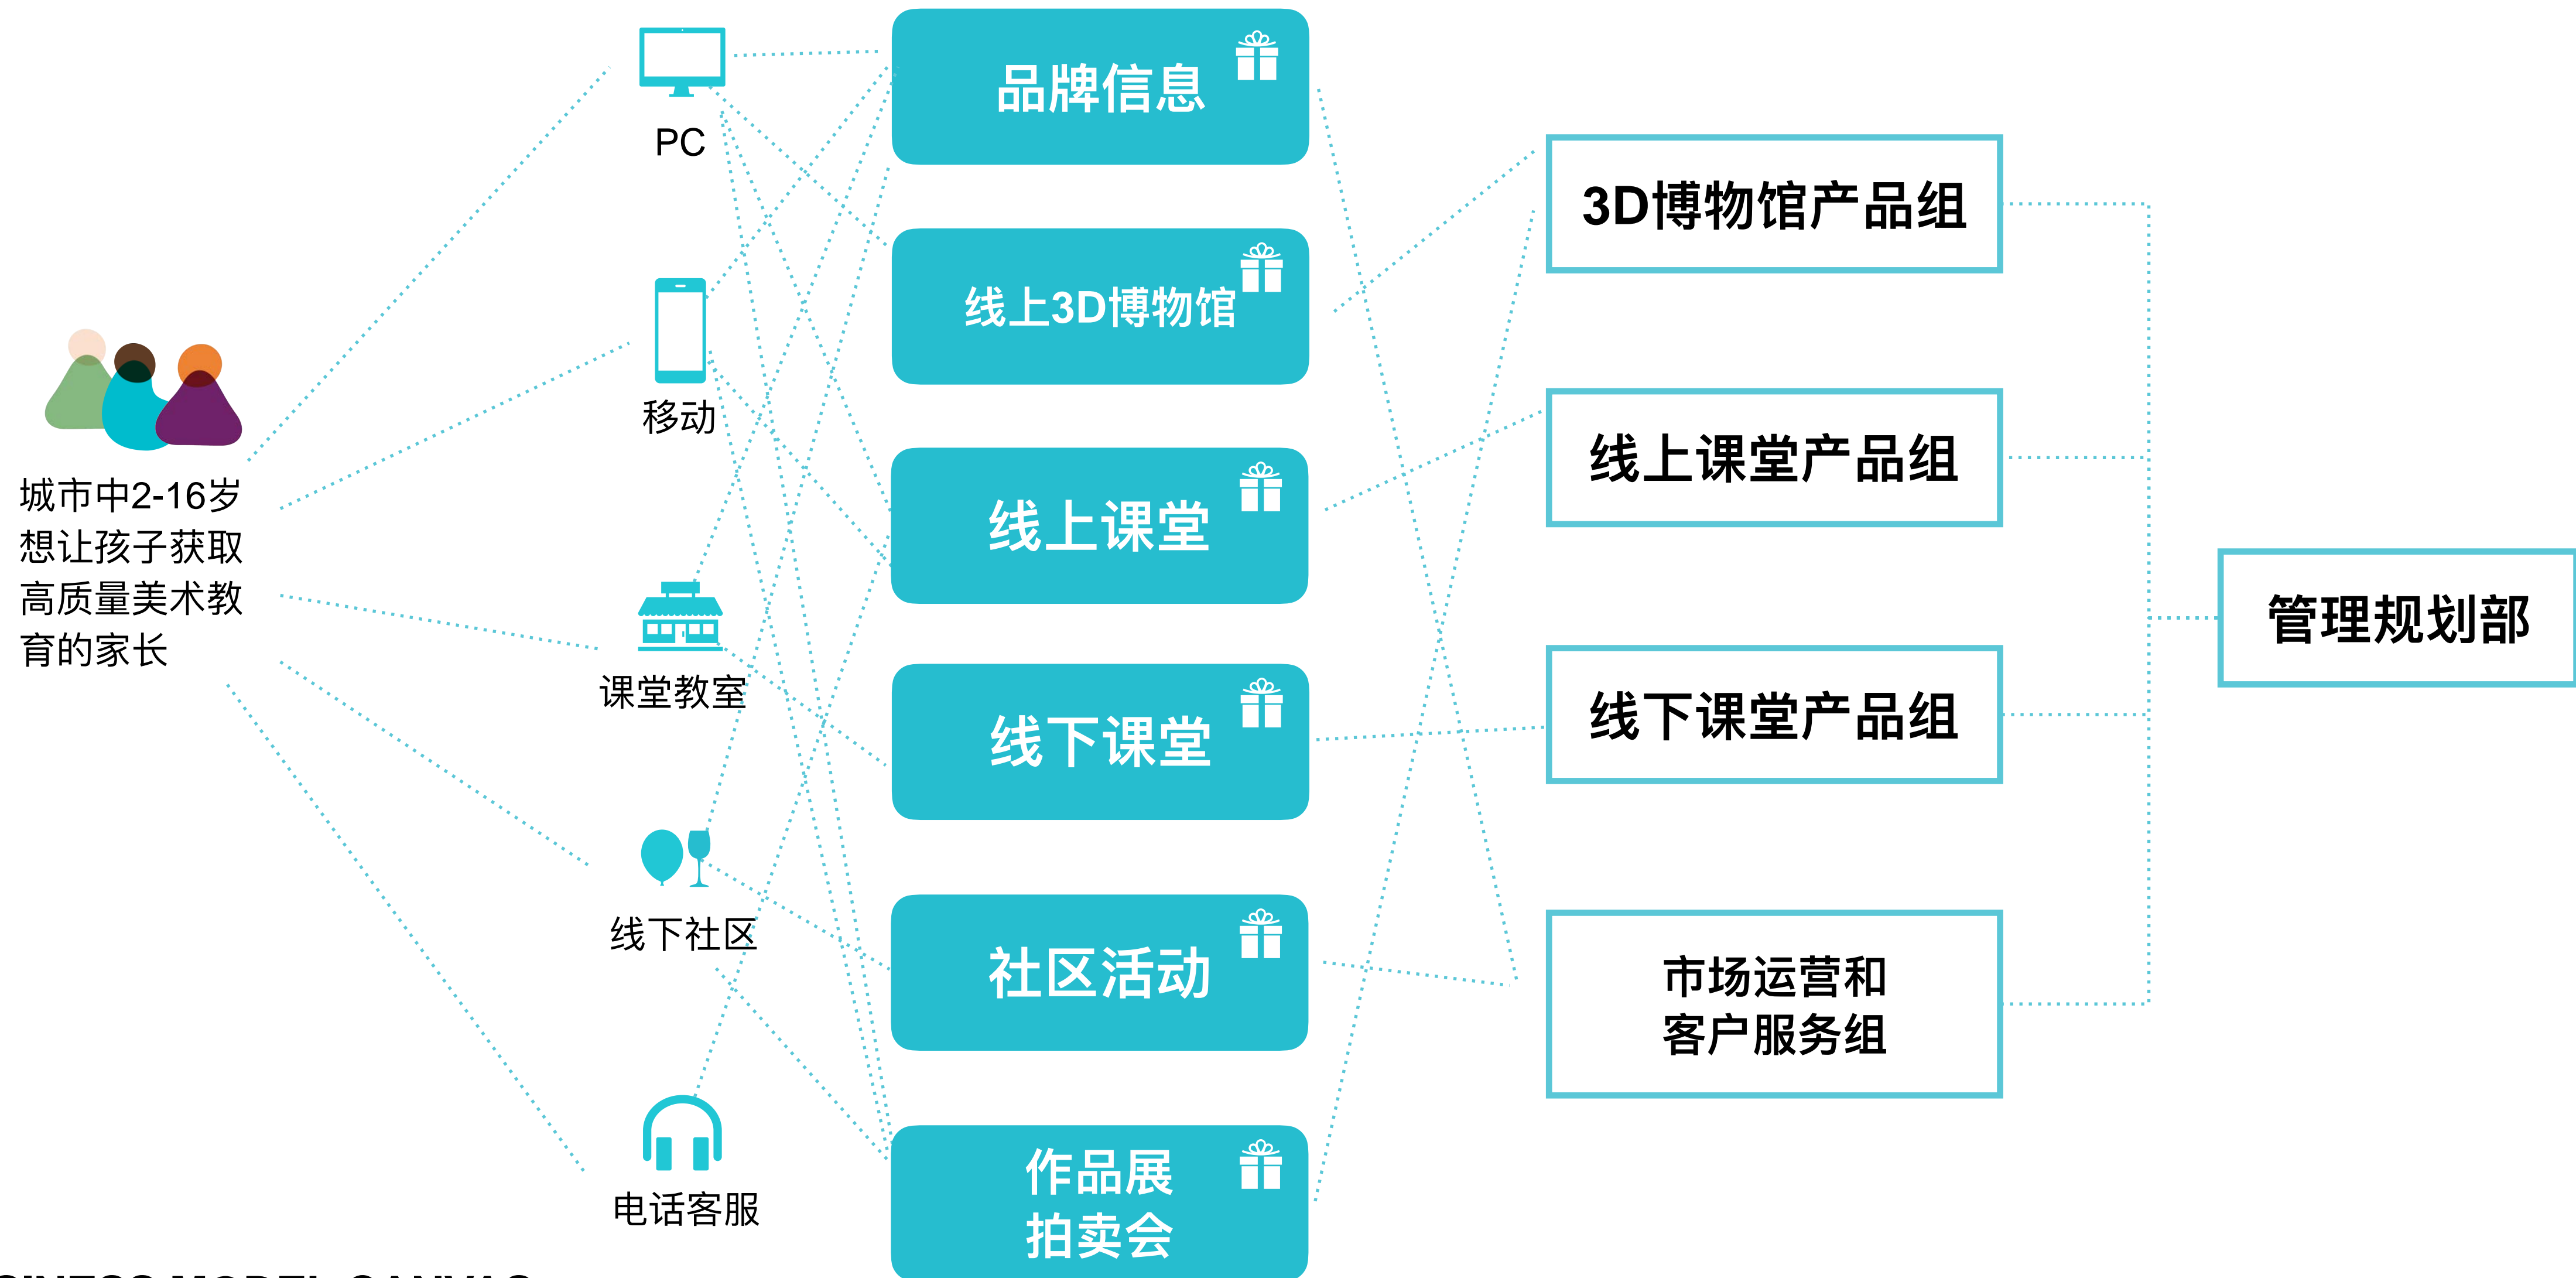 城市中2-16岁
想让孩子获取
高质量美术教
育的家长
PC
移动
课堂教室
线下社区
电话客服
品牌信息
线上3D博物馆
线上课堂
线下课堂
社区活动
作品展
拍卖会
3D博物馆产品组
线上课堂产品组
线下课堂产品组
市场运营和
客户服务组
管理规划部